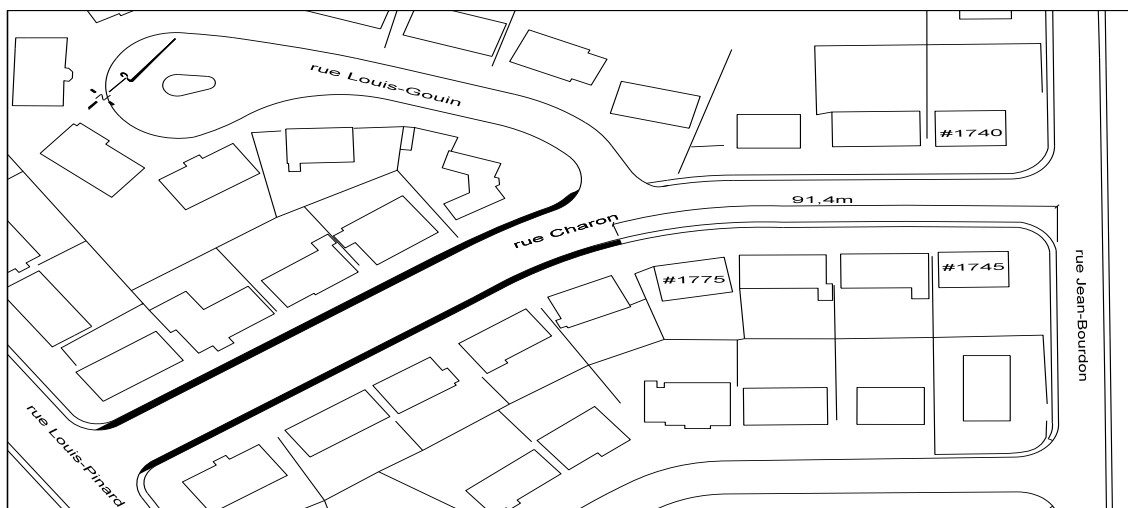 rue Louis-Gouin
#1740
91,4m
rue Charon
#1775
#1745
rue Jean-Bourdon
rue Louis-Pinard